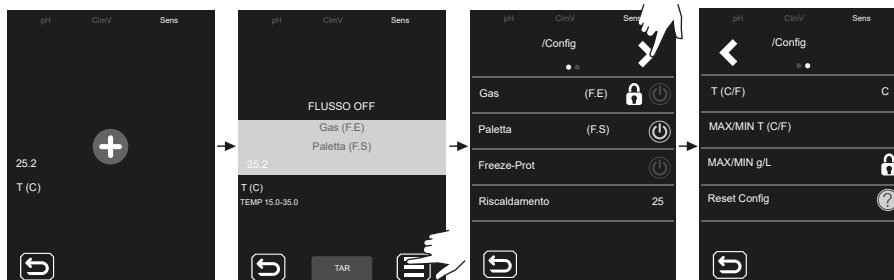 pH ClmV Sens
25.2
T (C)
pH ClmV Sens
FLUSSO OFF
Gas (F.E)
Paletta (F.S)
25.2
T (C)
TEMP 15.0-35.0
TAR
pH ClmV Sens
/Config
Gas (F.E)
Paletta (F.S)
Freeze-Prot
Riscaldamento 25
pH ClmV Sens
/Config
T (C/F) C
MAX/MIN T (C/F)
MAX/MIN g/L
Reset Config ?